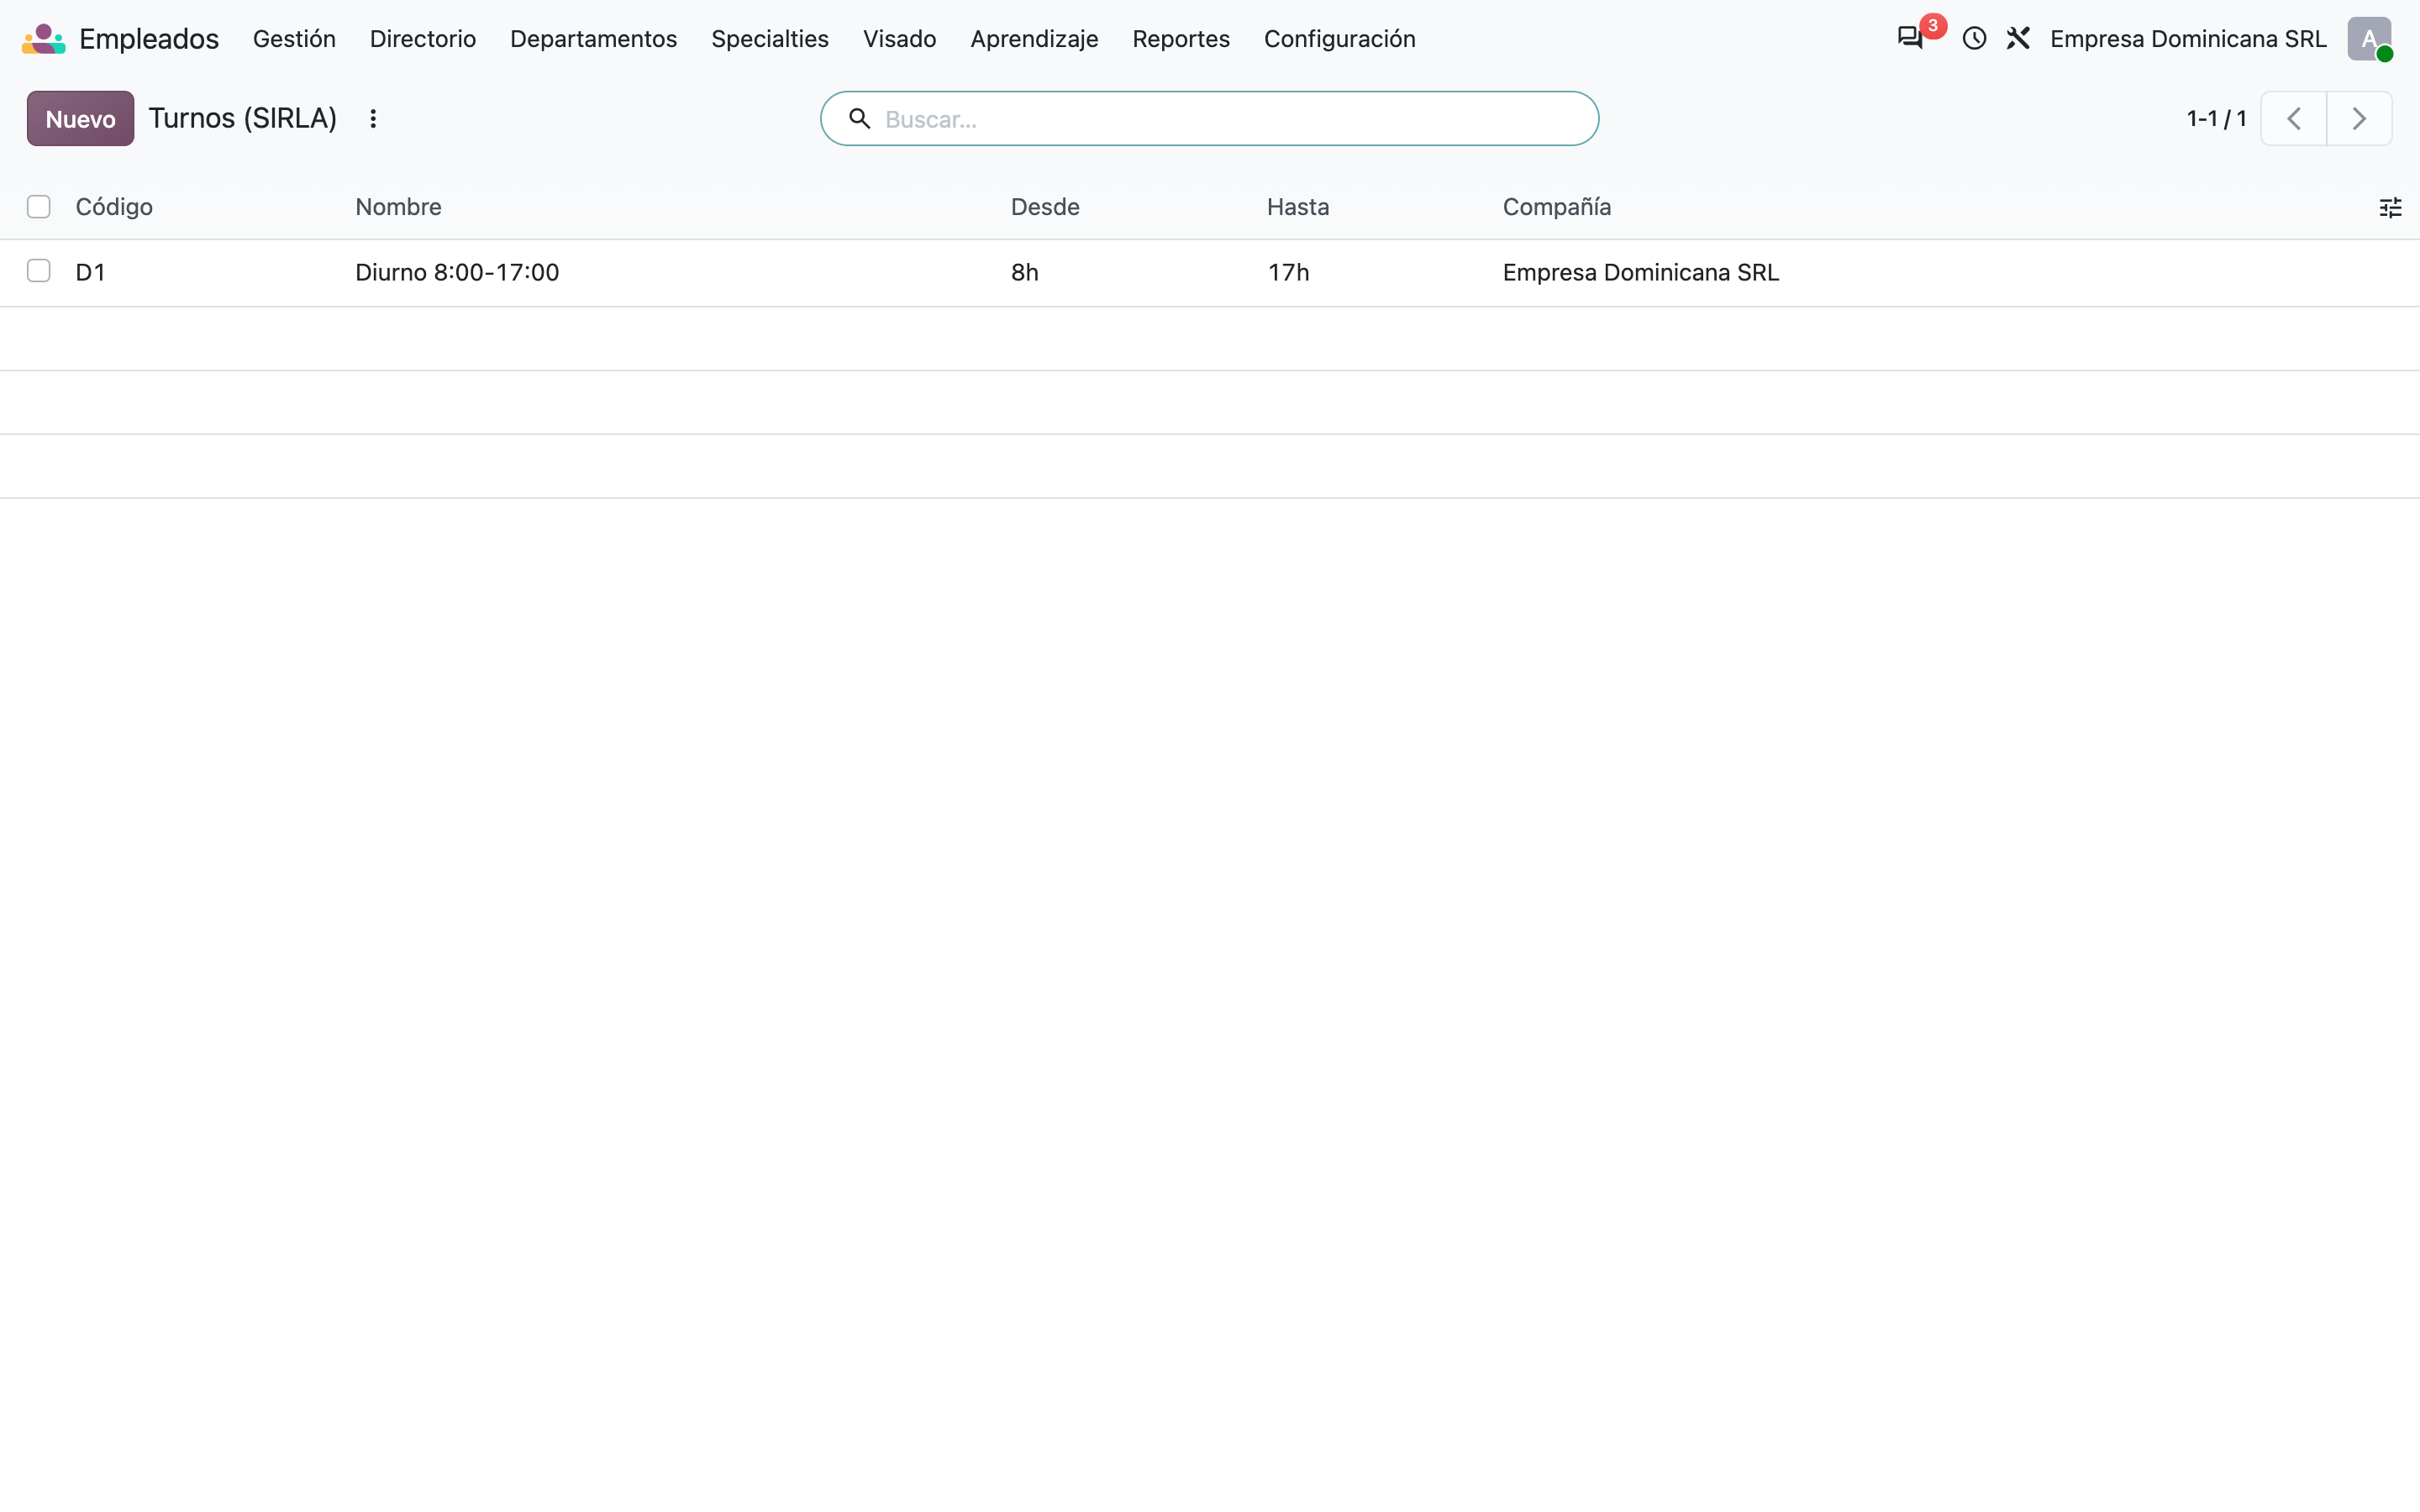 Empleados Gestión Directorio Departamentos Specialties Visado Aprendizaje Reportes Configuración 3 Empresa Dominicana SRL A
Nuevo Turnos (SIRLA) Buscar... 1-1 / 1
Código Nombre Desde Hasta Compañía
D1 Diurno 8:00-17:00 8h 17h Empresa Dominicana SRL